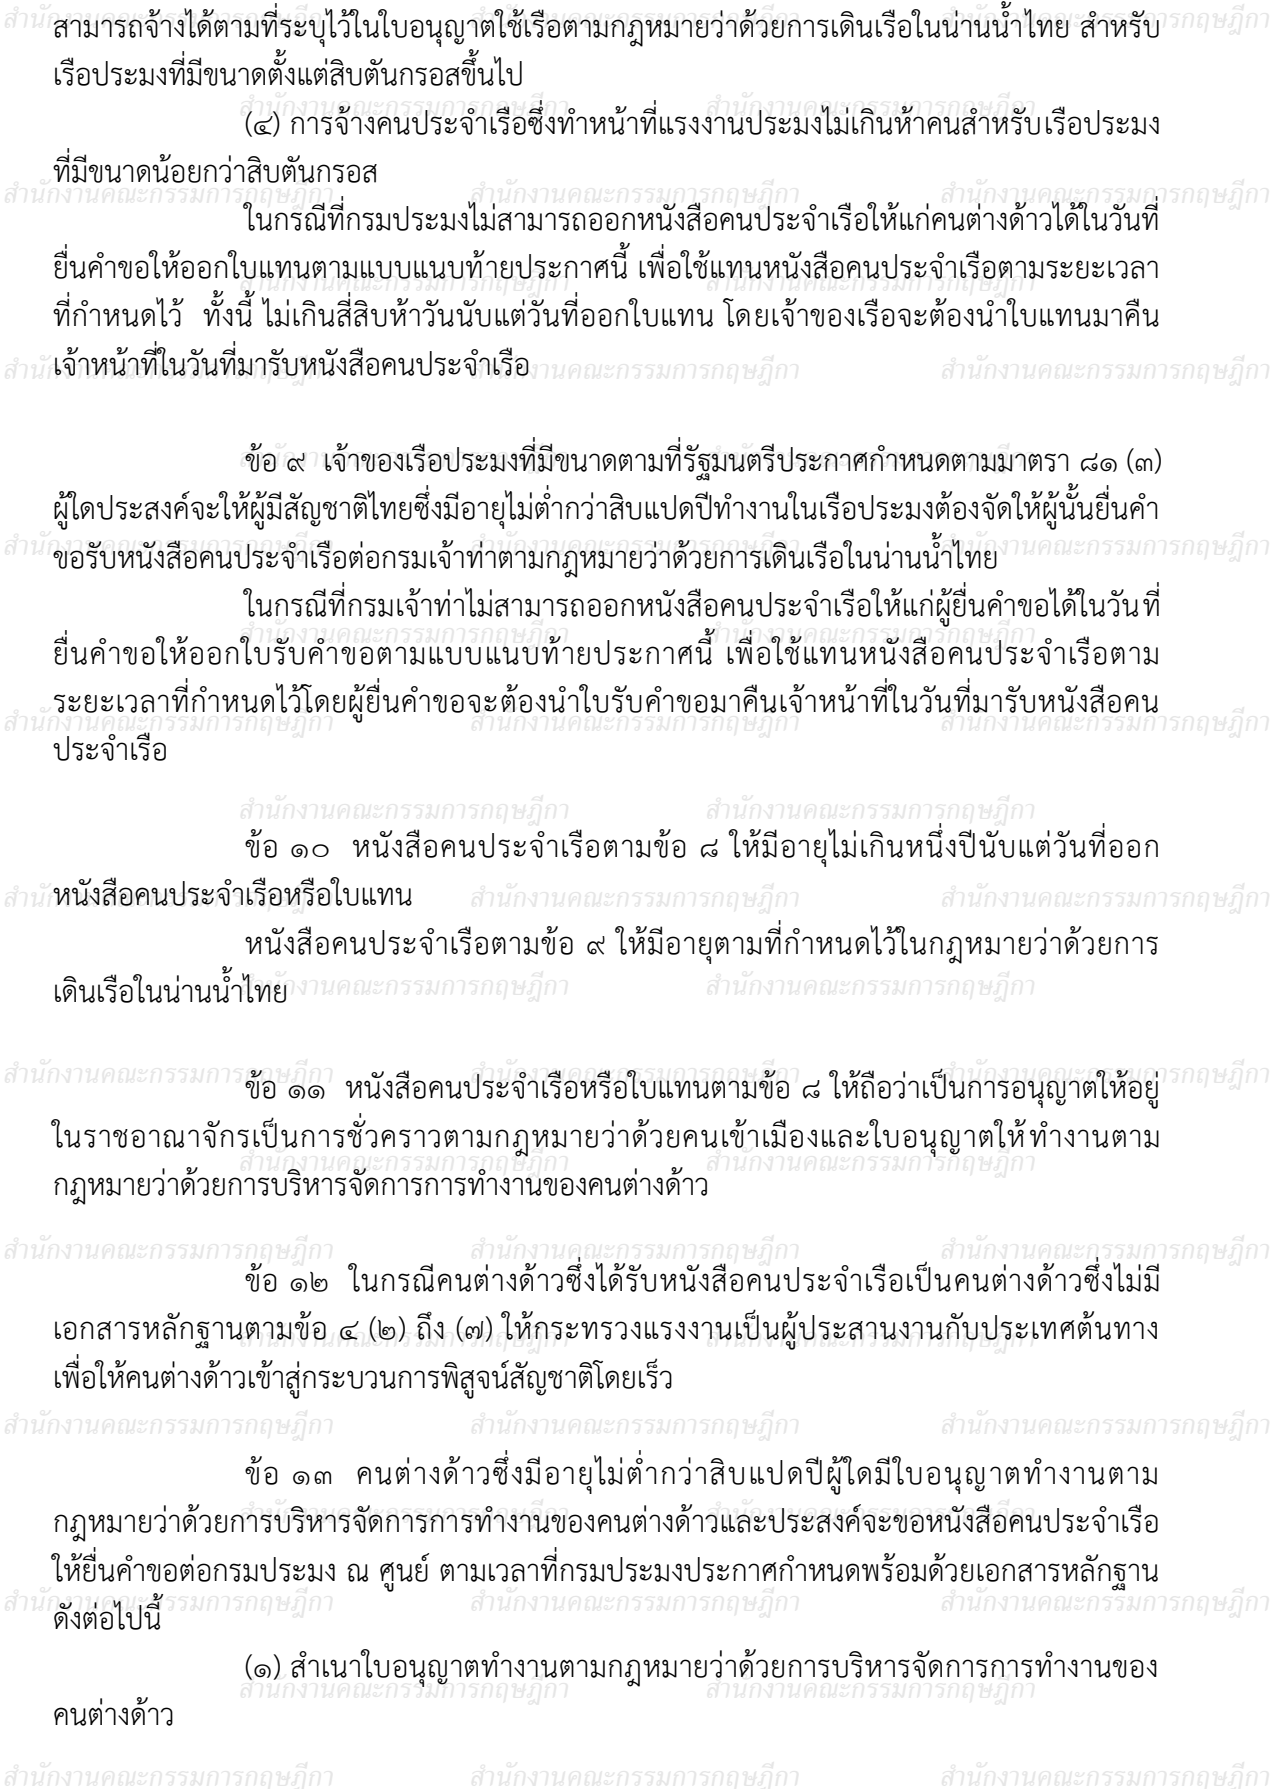 สามารถจ้างได้ตามที่ระบุไว้ในใบอนุญาตใช้เรือตามกฎหมายว่าด้วยการเดินเรือในน่านน้ำไทย สำหรับ
เรือประมงที่มีขนาดตั้งแต่สิบตันกรอสขึ้นไป
(๔) การจ้างคนประจำเรือซึ่งทำหน้าที่แรงงานประมงไม่เกินห้าคนสำหรับเรือประมง
ที่มีขนาดน้อยกว่าสิบตันกรอส
ในกรณีที่กรมประมงไม่สามารถออกหนังสือคนประจำเรือให้แก่คนต่างด้าวได้ในวันที่
ยื่นคำขอให้ออกใบแทนตามแบบแนบท้ายประกาศนี้ เพื่อใช้แทนหนังสือคนประจำเรือตามระยะเวลา
ที่กำหนดไว้  ทั้งนี้ ไม่เกินสี่สิบห้าวันนับแต่วันที่ออกใบแทน โดยเจ้าของเรือจะต้องนำใบแทนมาคืน
เจ้าหน้าที่ในวันที่มารับหนังสือคนประจำเรือ
ข้อ ๙  เจ้าของเรือประมงที่มีขนาดตามที่รัฐมนตรีประกาศกำหนดตามมาตรา ๘๑ (๓)
ผู้ใดประสงค์จะให้ผู้มีสัญชาติไทยซึ่งมีอายุไม่ต่ำกว่าสิบแปดปีทำงานในเรือประมงต้องจัดให้ผู้นั้นยื่นคำ
ขอรับหนังสือคนประจำเรือต่อกรมเจ้าท่าตามกฎหมายว่าด้วยการเดินเรือในน่านน้ำไทย
ในกรณีที่กรมเจ้าท่าไม่สามารถออกหนังสือคนประจำเรือให้แก่ผู้ยื่นคำขอได้ในวันที่
ยื่นคำขอให้ออกใบรับคำขอตามแบบแนบท้ายประกาศนี้ เพื่อใช้แทนหนังสือคนประจำเรือตาม
ระยะเวลาที่กำหนดไว้โดยผู้ยื่นคำขอจะต้องนำใบรับคำขอมาคืนเจ้าหน้าที่ในวันที่มารับหนังสือคน
ประจำเรือ
ข้อ ๑๐  หนังสือคนประจำเรือตามข้อ ๘ ให้มีอายุไม่เกินหนึ่งปีนับแต่วันที่ออก
หนังสือคนประจำเรือหรือใบแทน
หนังสือคนประจำเรือตามข้อ ๙ ให้มีอายุตามที่กำหนดไว้ในกฎหมายว่าด้วยการ
เดินเรือในน่านน้ำไทย
ข้อ ๑๑  หนังสือคนประจำเรือหรือใบแทนตามข้อ ๘ ให้ถือว่าเป็นการอนุญาตให้อยู่
ในราชอาณาจักรเป็นการชั่วคราวตามกฎหมายว่าด้วยคนเข้าเมืองและใบอนุญาตให้ทำงานตาม
กฎหมายว่าด้วยการบริหารจัดการการทำงานของคนต่างด้าว
ข้อ ๑๒  ในกรณีคนต่างด้าวซึ่งได้รับหนังสือคนประจำเรือเป็นคนต่างด้าวซึ่งไม่มี
เอกสารหลักฐานตามข้อ ๔ (๒) ถึง (๗) ให้กระทรวงแรงงานเป็นผู้ประสานงานกับประเทศต้นทาง
เพื่อให้คนต่างด้าวเข้าสู่กระบวนการพิสูจน์สัญชาติโดยเร็ว
ข้อ ๑๓  คนต่างด้าวซึ่งมีอายุไม่ต่ำกว่าสิบแปดปีผู้ใดมีใบอนุญาตทำงานตาม
กฎหมายว่าด้วยการบริหารจัดการการทำงานของคนต่างด้าวและประสงค์จะขอหนังสือคนประจำเรือ
ให้ยื่นคำขอต่อกรมประมง ณ ศูนย์ ตามเวลาที่กรมประมงประกาศกำหนดพร้อมด้วยเอกสารหลักฐาน
ดังต่อไปนี้
(๑) สำเนาใบอนุญาตทำงานตามกฎหมายว่าด้วยการบริหารจัดการการทำงานของ
คนต่างด้าว